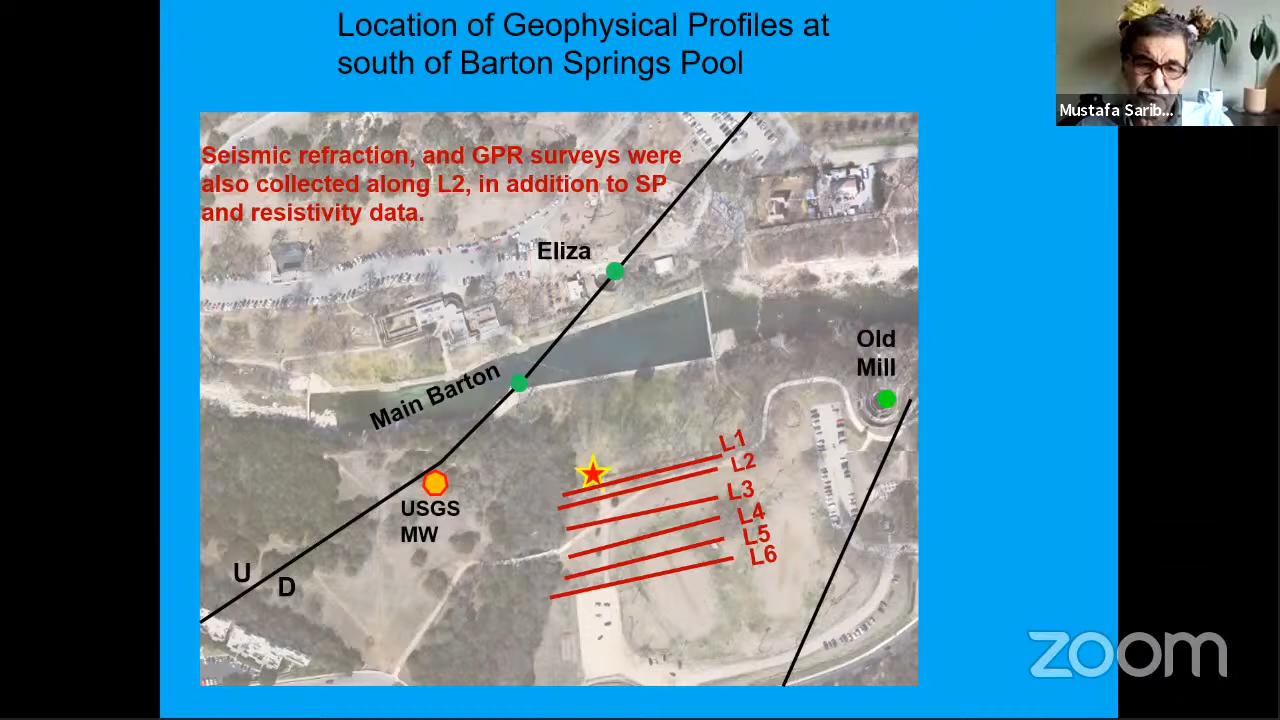 Location of Geophysical Profiles at
south of Barton Springs Pool
Mustafa Sarib...
Seismic refraction, and GPR surveys were
also collected along L2, in addition to SP
and resistivity data.
Eliza
Old
Mill
Main Barton
L1
L2
L3
L4
L5
L6
USGS
MW
U
D
zoom